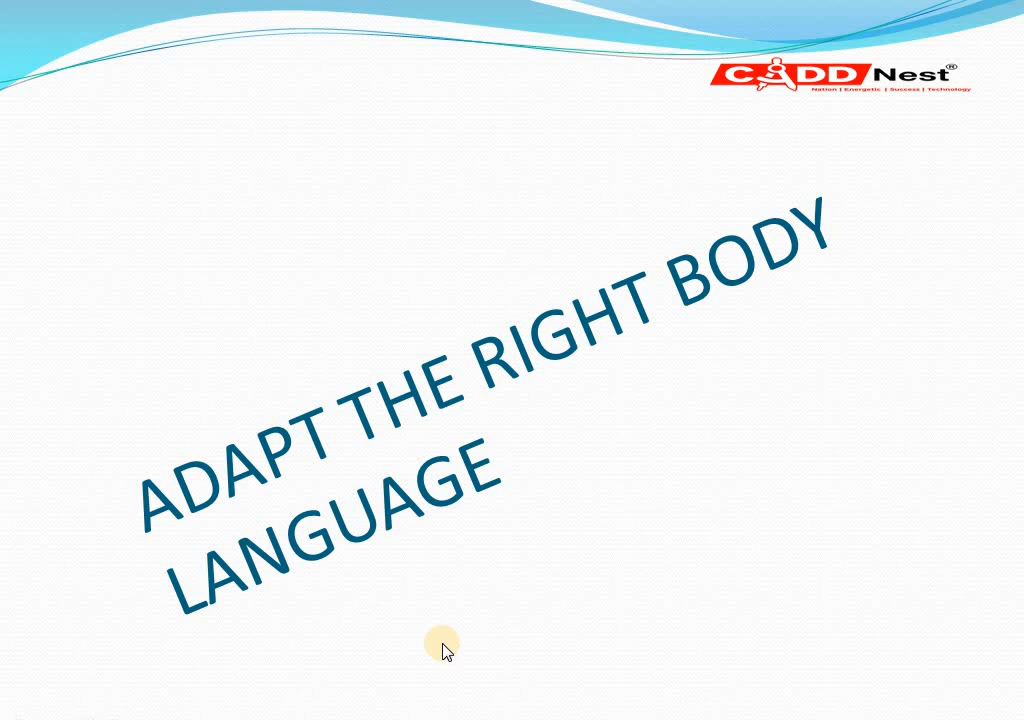 CADD Nest®
Nation | Energetic | Success | Technology
ADAPT THE RIGHT BODY
LANGUAGE